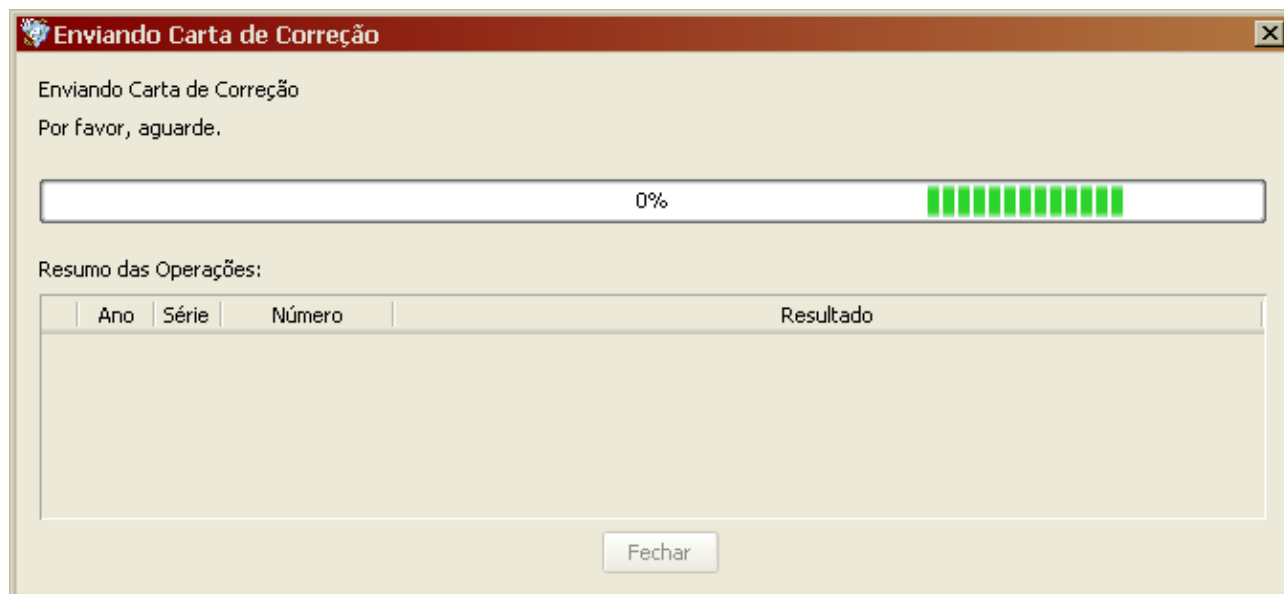 Enviando Carta de Correção
Enviando Carta de Correção
Por favor, aguarde.
0%
Resumo das Operações:
Ano Série Número Resultado
Fechar